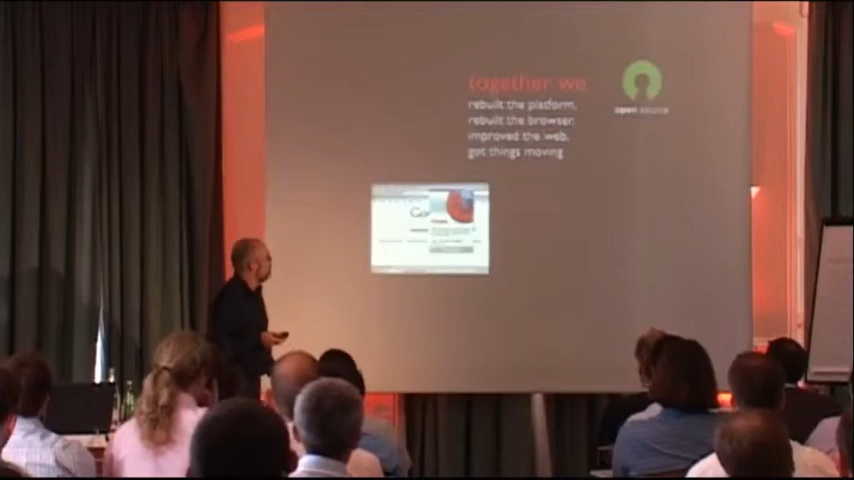 together we
rebuilt the platform.
rebuilt the browser.
improved the web.
got things moving
open source